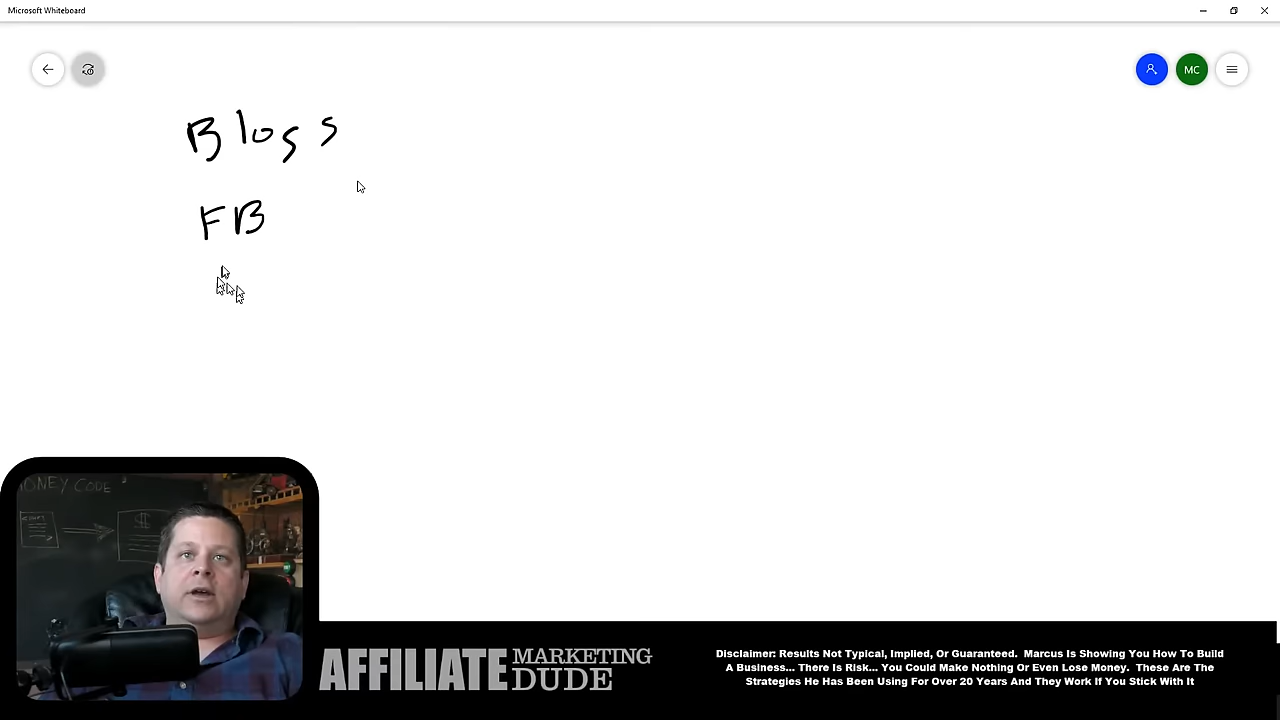 Microsoft Whiteboard
MC
Blogs
FB
MONEY CODE
$$
AFFILIATE MARKETING DUDE
Disclaimer: Results Not Typical, Implied, Or Guaranteed. Marcus Is Showing You How To Build
A Business... There Is Risk... You Could Make Nothing Or Even Lose Money. These Are The
Strategies He Has Been Using For Over 20 Years And They Work If You Stick With It